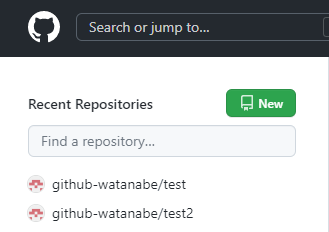 Search or jump to...
Recent Repositories
New
Find a repository...
github-watanabe/test
github-watanabe/test2